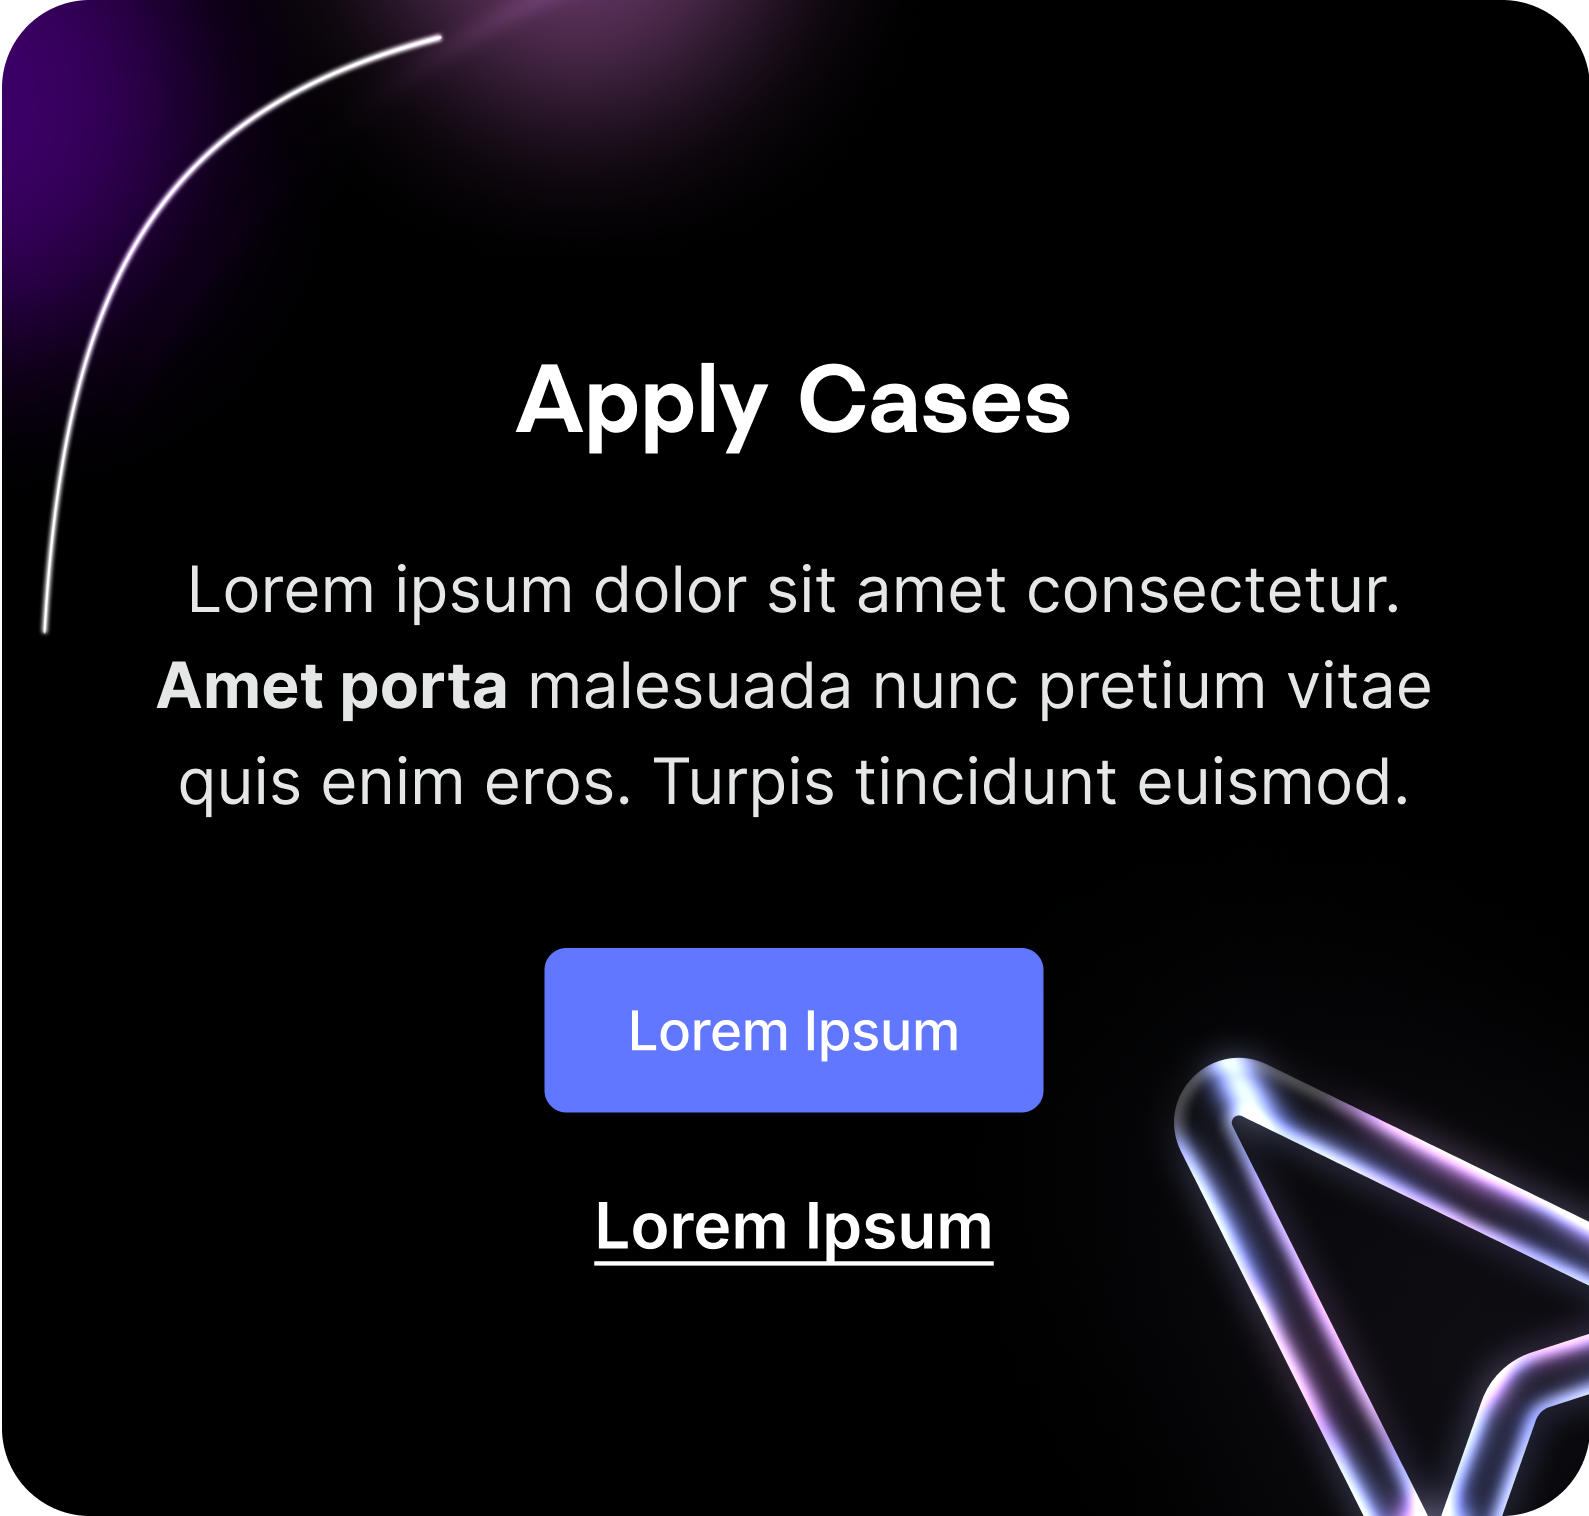 Apply Cases
Lorem ipsum dolor sit amet consectetur.
Amet porta malesuada nunc pretium vitae
quis enim eros. Turpis tincidunt euismod.
Lorem Ipsum
Lorem Ipsum